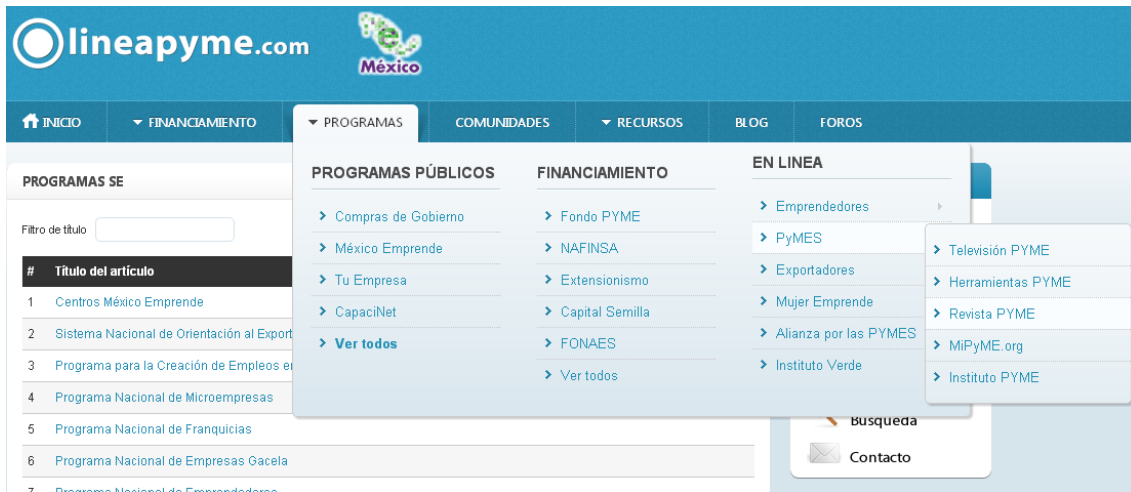 lineapyme.com
México
INICIO FINANCIAMIENTO PROGRAMAS COMUNIDADES RECURSOS BLOG FOROS
PROGRAMAS SE
Filtro de título
# Título del artículo
1 Centros México Emprende
2 Sistema Nacional de Orientación al Export
3 Programa para la Creación de Empleos e
4 Programa Nacional de Microempresas
5 Programa Nacional de Franquicias
6 Programa Nacional de Empresas Gacela
7 Programa Nacional de Emprendedores
PROGRAMAS PÚBLICOS
Compras de Gobierno
México Emprende
Tu Empresa
CapaciNet
Ver todos
FINANCIAMIENTO
Fondo PYME
NAFINSA
Extensionismo
Capital Semilla
FONAES
Ver todos
EN LINEA
Emprendedores
PyMES
Exportadores
Mujer Emprende
Alianza por las PYMES
Instituto Verde
Televisión PYME
Herramientas PYME
Revista PYME
MiPyME.org
Instituto PYME
Búsqueda
Contacto